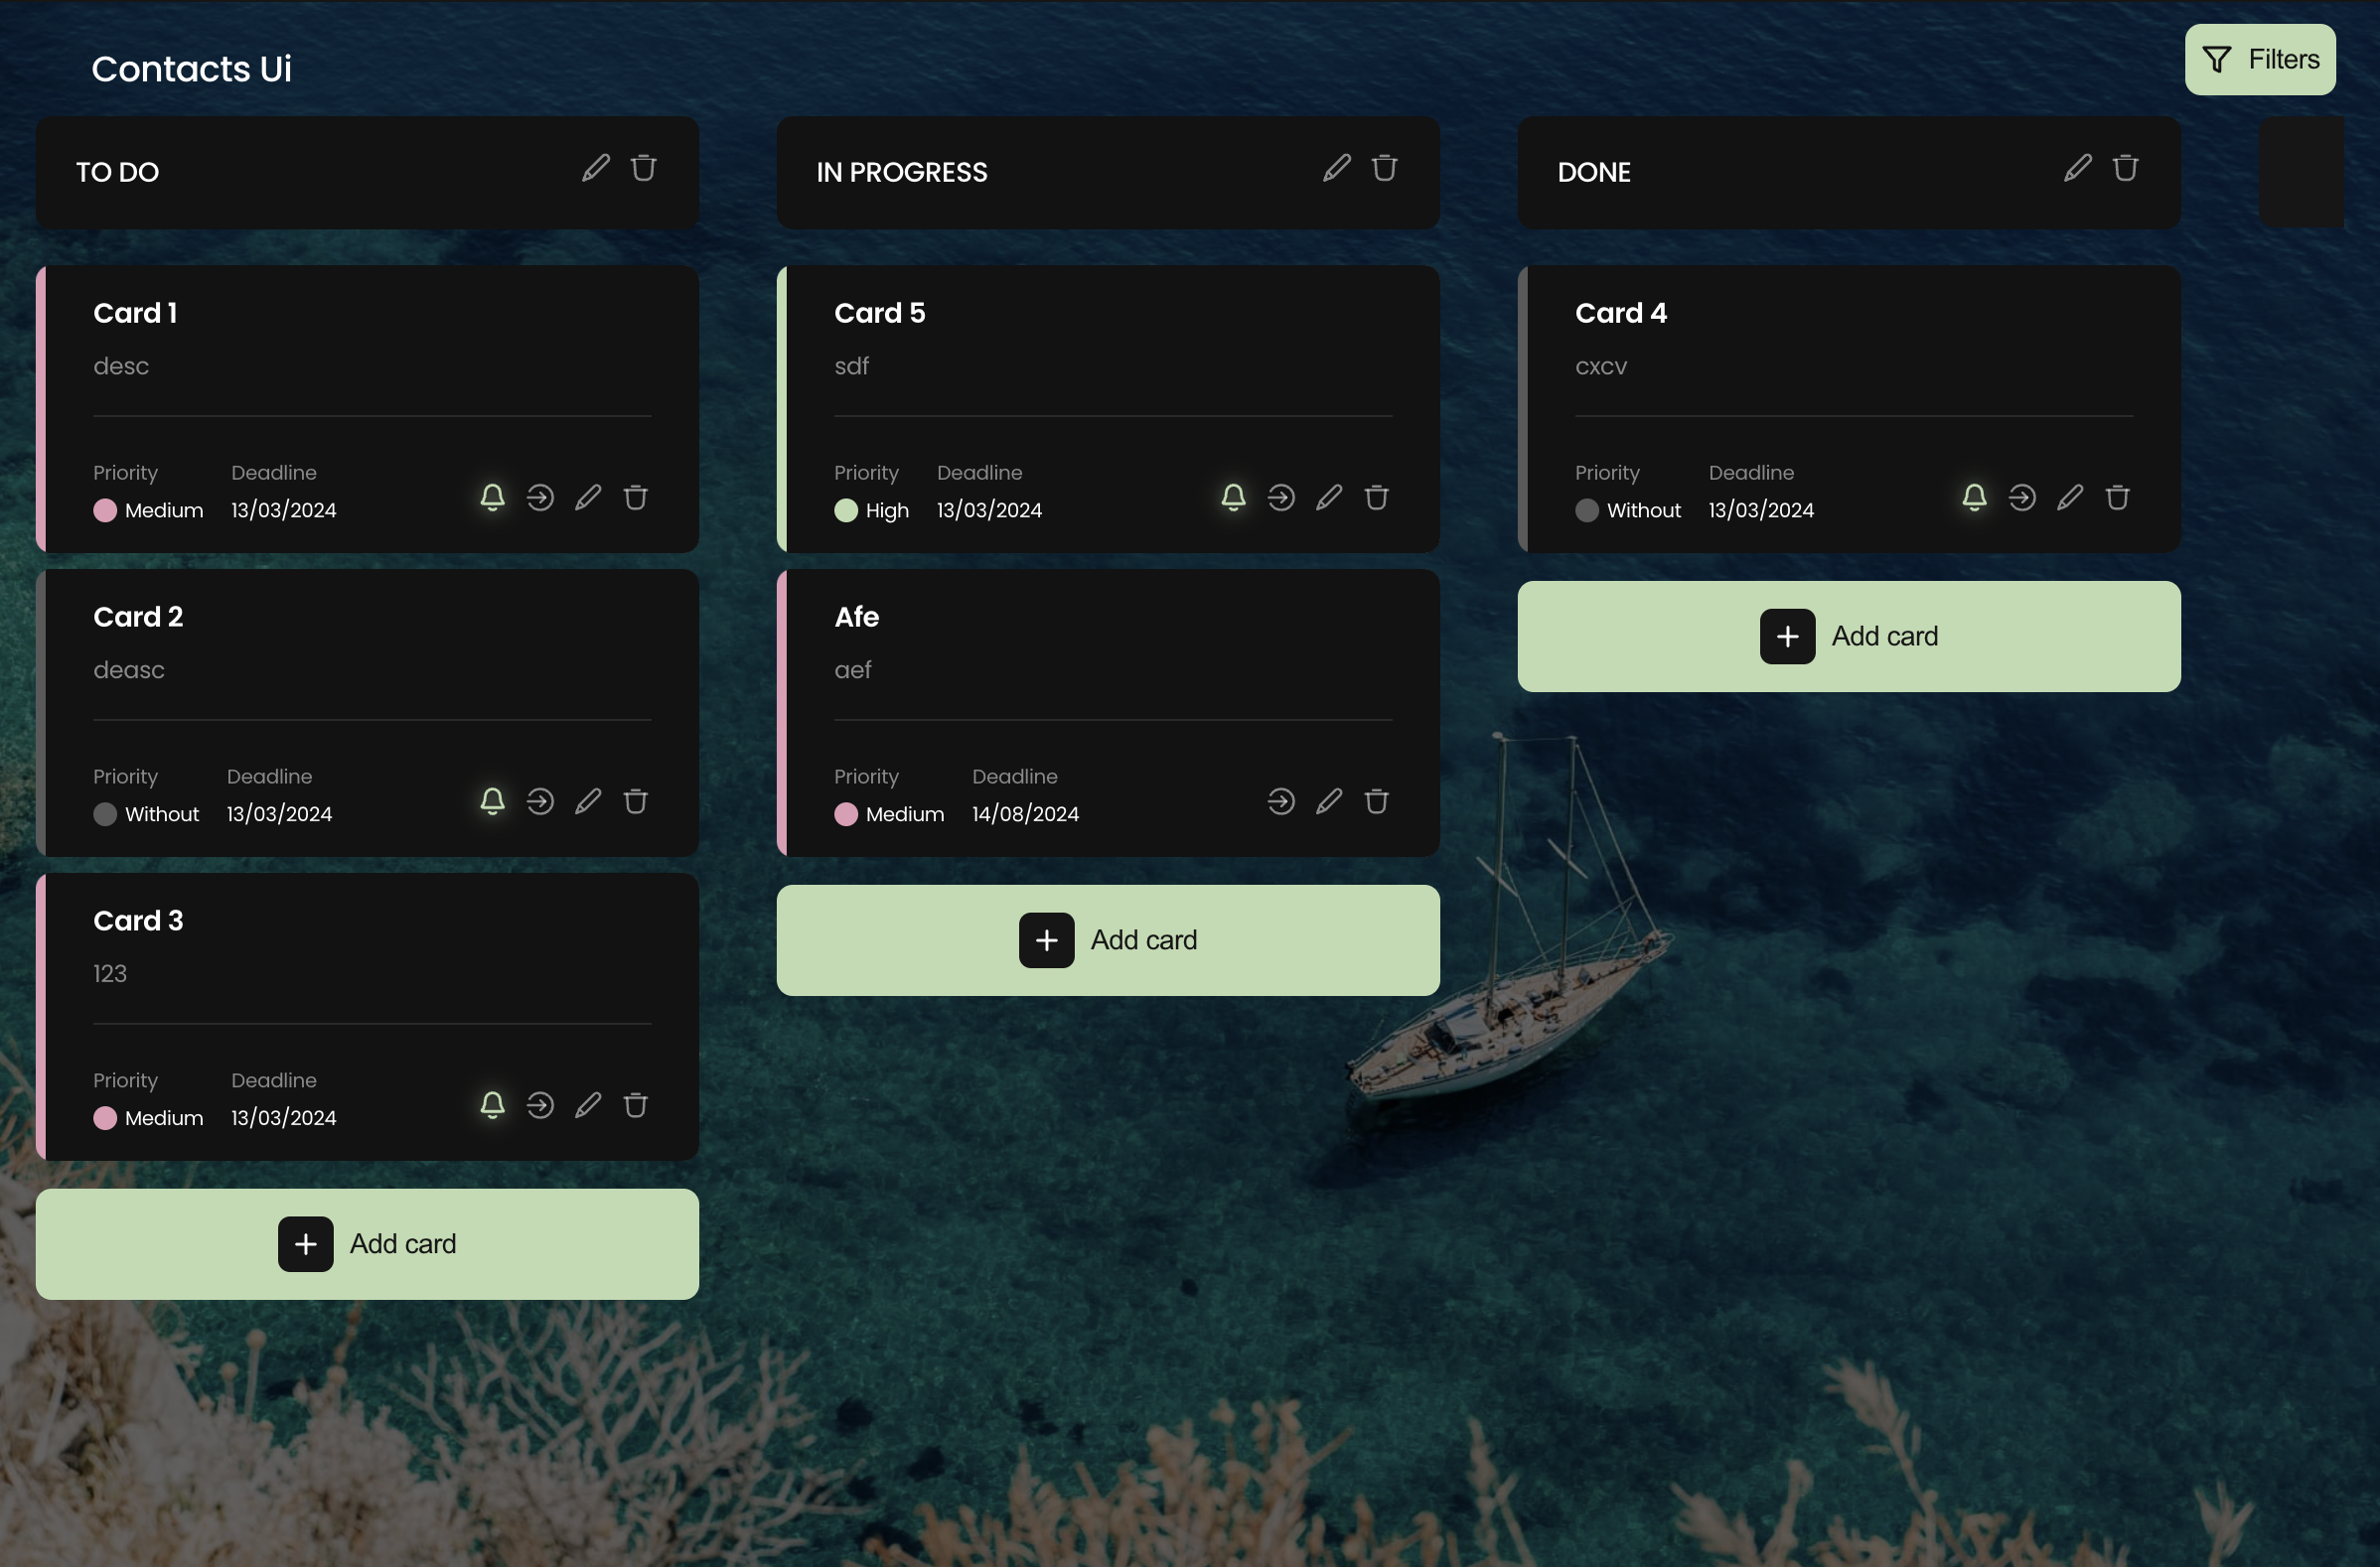 Contacts Ui
Filters
TO DO
IN PROGRESS
DONE
Card 1
desc
Priority Deadline
Medium 13/03/2024
Card 2
deasc
Priority Deadline
Without 13/03/2024
Card 3
123
Priority Deadline
Medium 13/03/2024
Add card
Card 5
sdf
Priority Deadline
High 13/03/2024
Afe
aef
Priority Deadline
Medium 14/08/2024
Add card
Card 4
cxcv
Priority Deadline
Without 13/03/2024
Add card